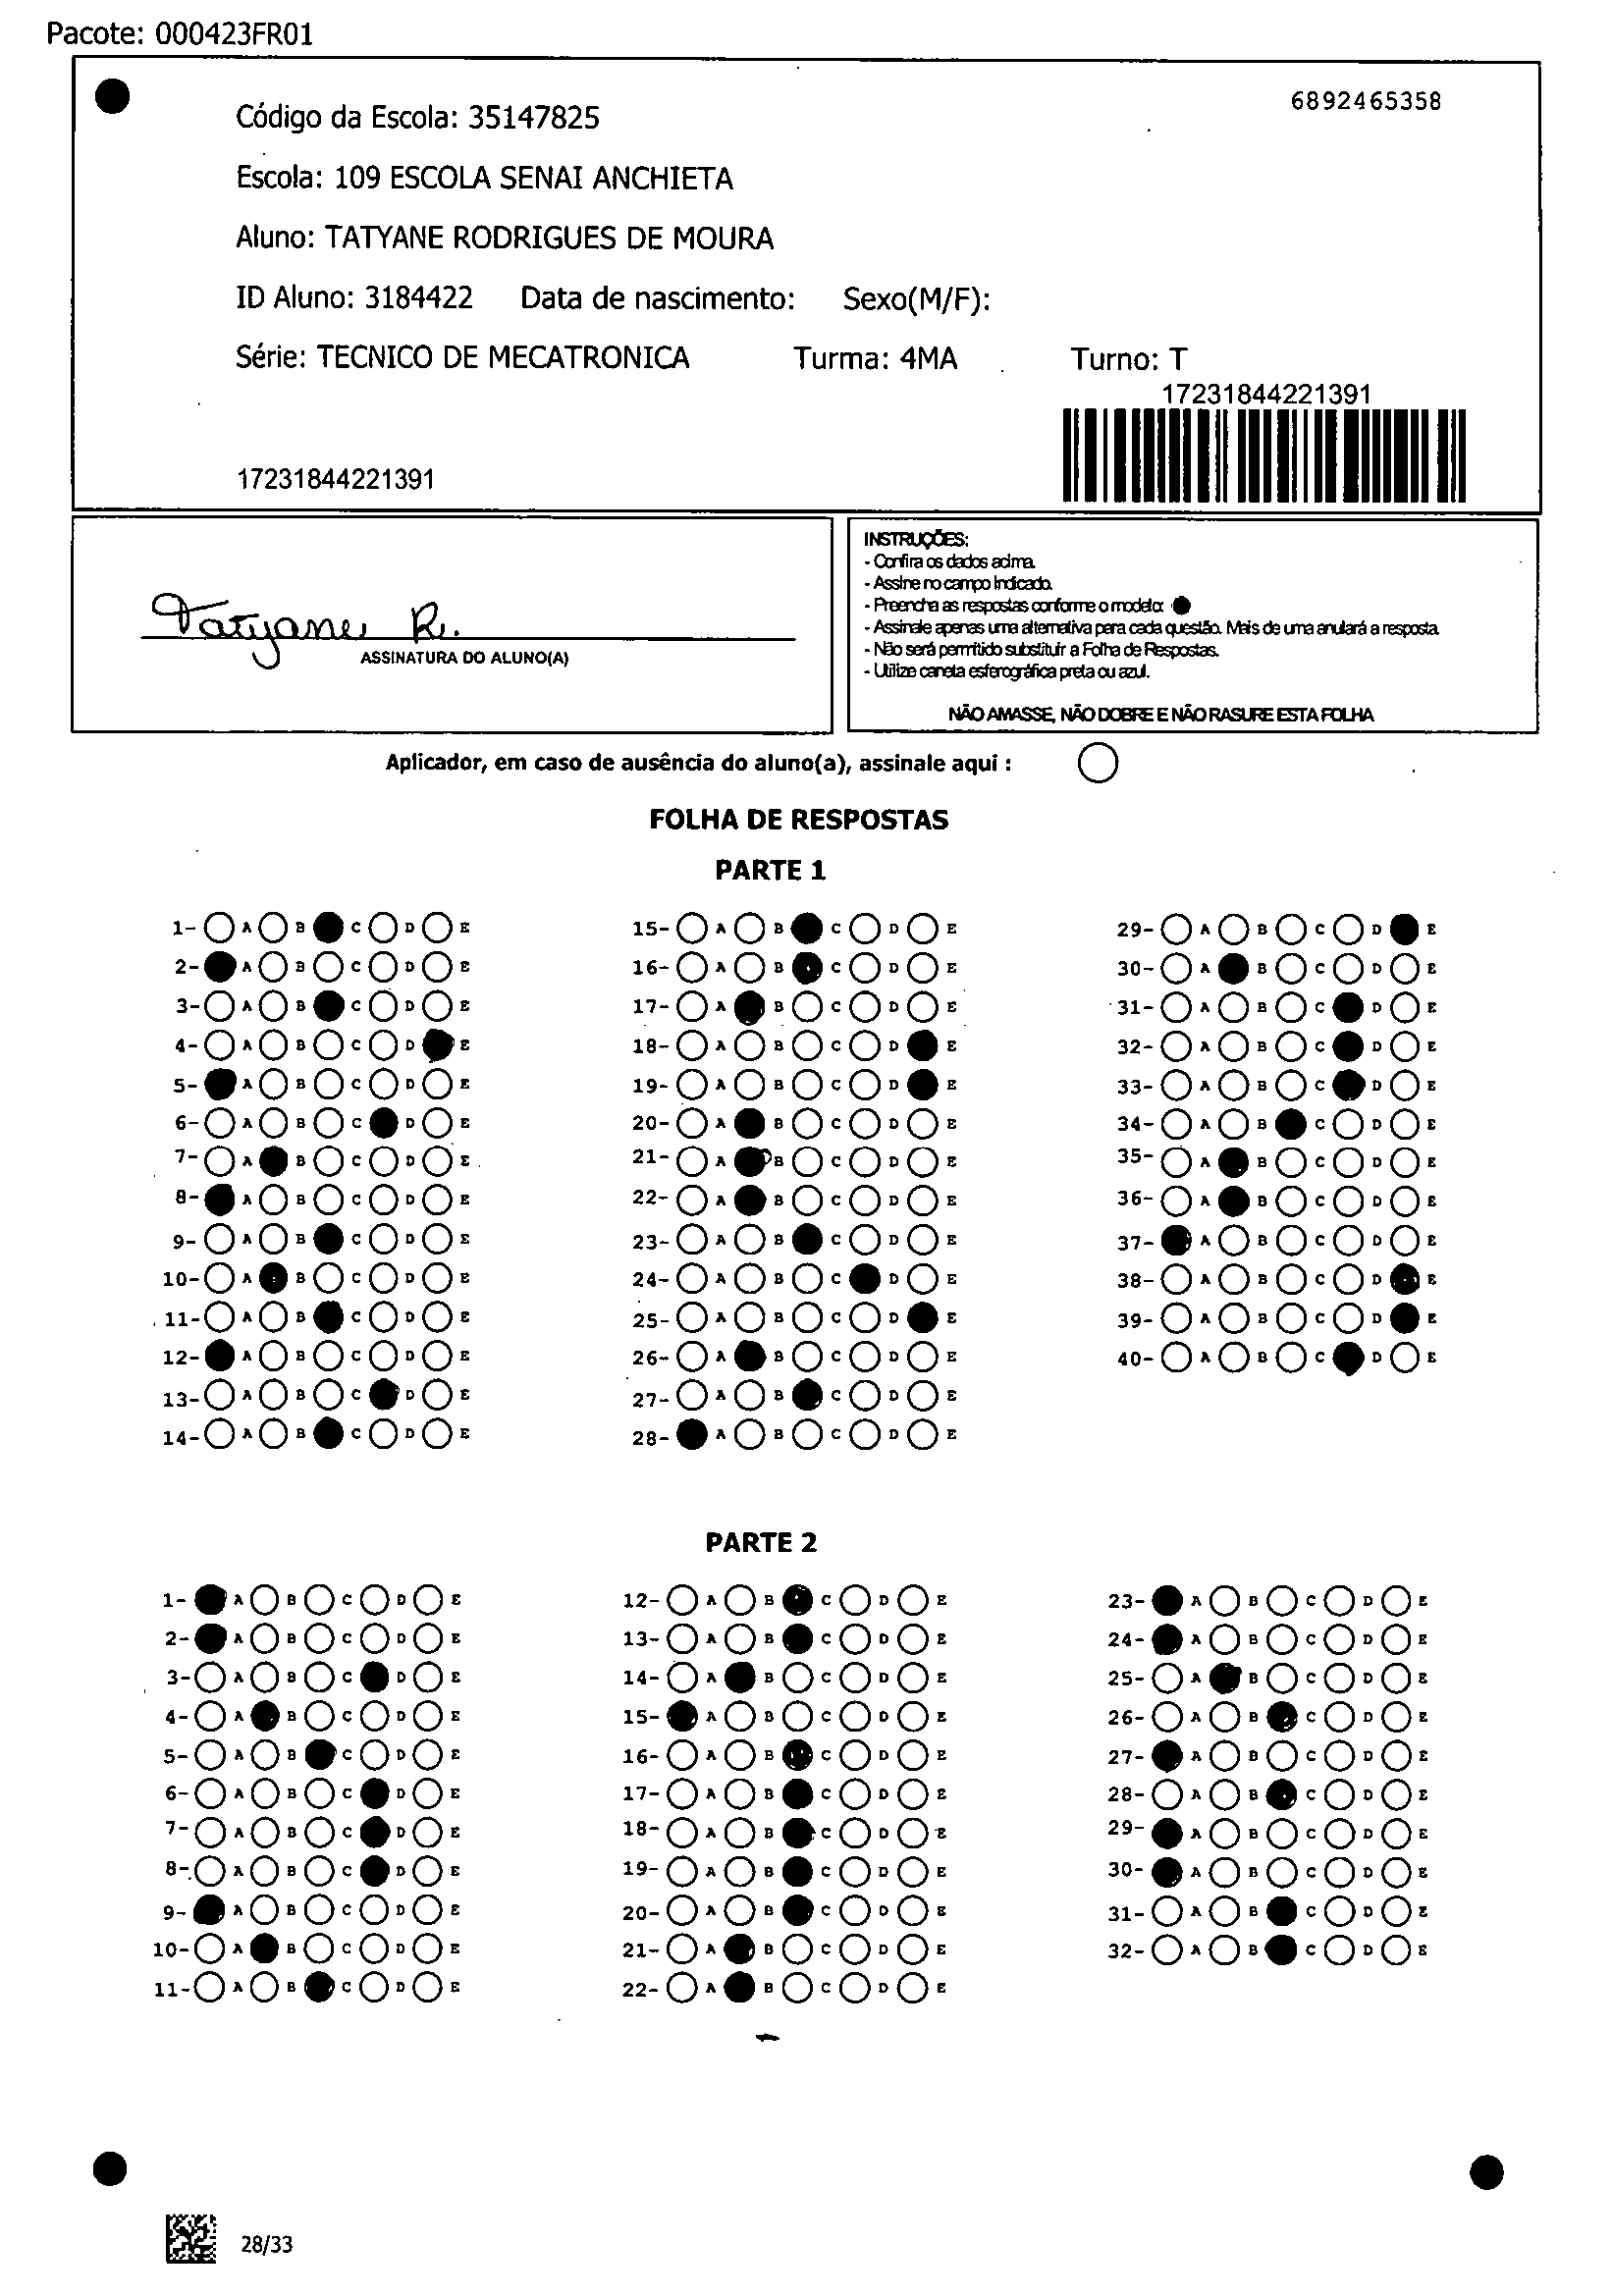 Pacote: 000423FR01
6892465358
Código da Escola: 35147825
Escola: 109 ESCOLA SENAI ANCHIETA
Aluno: TATYANE RODRIGUES DE MOURA
ID Aluno: 3184422 Data de nascimento: Sexo(M/F):
Série: TECNICO DE MECATRONICA Turma: 4MA Turno: T
17231844221391
17231844221391
Tatyane R.
ASSINATURA DO ALUNO(A)
INSTRUÇÕES:
- Confira os dados acima.
- Assine no campo indicado.
- Preencha as respostas conforme o modelo:
- Assinale apenas uma alternativa para cada questão. Mais de uma anulará a resposta.
- Não será permitido substituir a Folha de Respostas.
- Utilize caneta esferográfica preta ou azul.
NÃO AMASSE, NÃO DOBRE E NÃO RASURE ESTA FOLHA
Aplicador, em caso de ausência do aluno(a), assinale aqui :
FOLHA DE RESPOSTAS
PARTE 1
1- A B C D E 15- A B C D E 29- A B C D E
2- A B C D E 16- A B C D E 30- A B C D E
3- A B C D E 17- A B C D E 31- A B C D E
4- A B C D E 18- A B C D E 32- A B C D E
5- A B C D E 19- A B C D E 33- A B C D E
6- A B C D E 20- A B C D E 34- A B C D E
7- A B C D E 21- A B C D E 35- A B C D E
8- A B C D E 22- A B C D E 36- A B C D E
9- A B C D E 23- A B C D E 37- A B C D E
10- A B C D E 24- A B C D E 38- A B C D E
11- A B C D E 25- A B C D E 39- A B C D E
12- A B C D E 26- A B C D E 40- A B C D E
13- A B C D E 27- A B C D E
14- A B C D E 28- A B C D E
PARTE 2
1- A B C D E 12- A B C D E 23- A B C D E
2- A B C D E 13- A B C D E 24- A B C D E
3- A B C D E 14- A B C D E 25- A B C D E
4- A B C D E 15- A B C D E 26- A B C D E
5- A B C D E 16- A B C D E 27- A B C D E
6- A B C D E 17- A B C D E 28- A B C D E
7- A B C D E 18- A B C D E 29- A B C D E
8- A B C D E 19- A B C D E 30- A B C D E
9- A B C D E 20- A B C D E 31- A B C D E
10- A B C D E 21- A B C D E 32- A B C D E
11- A B C D E 22- A B C D E
28/33